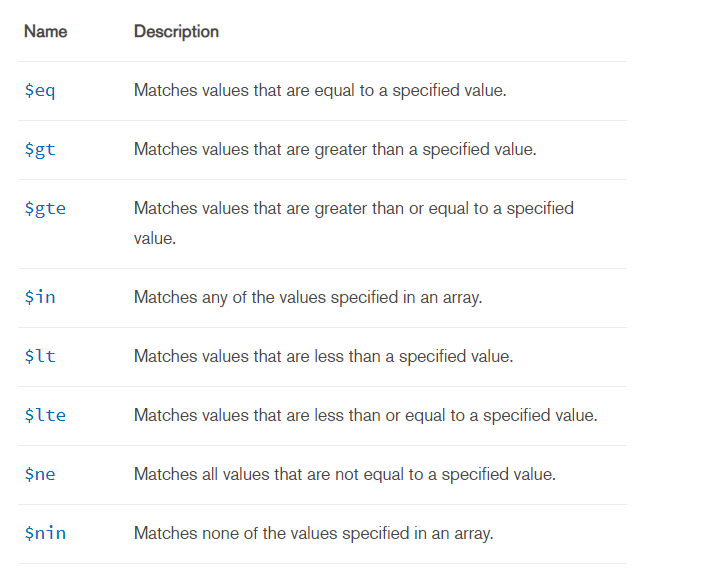 Name Description
$eq Matches values that are equal to a specified value.
$gt Matches values that are greater than a specified value.
$gte Matches values that are greater than or equal to a specified
value.
$in Matches any of the values specified in an array.
$lt Matches values that are less than a specified value.
$lte Matches values that are less than or equal to a specified value.
$ne Matches all values that are not equal to a specified value.
$nin Matches none of the values specified in an array.